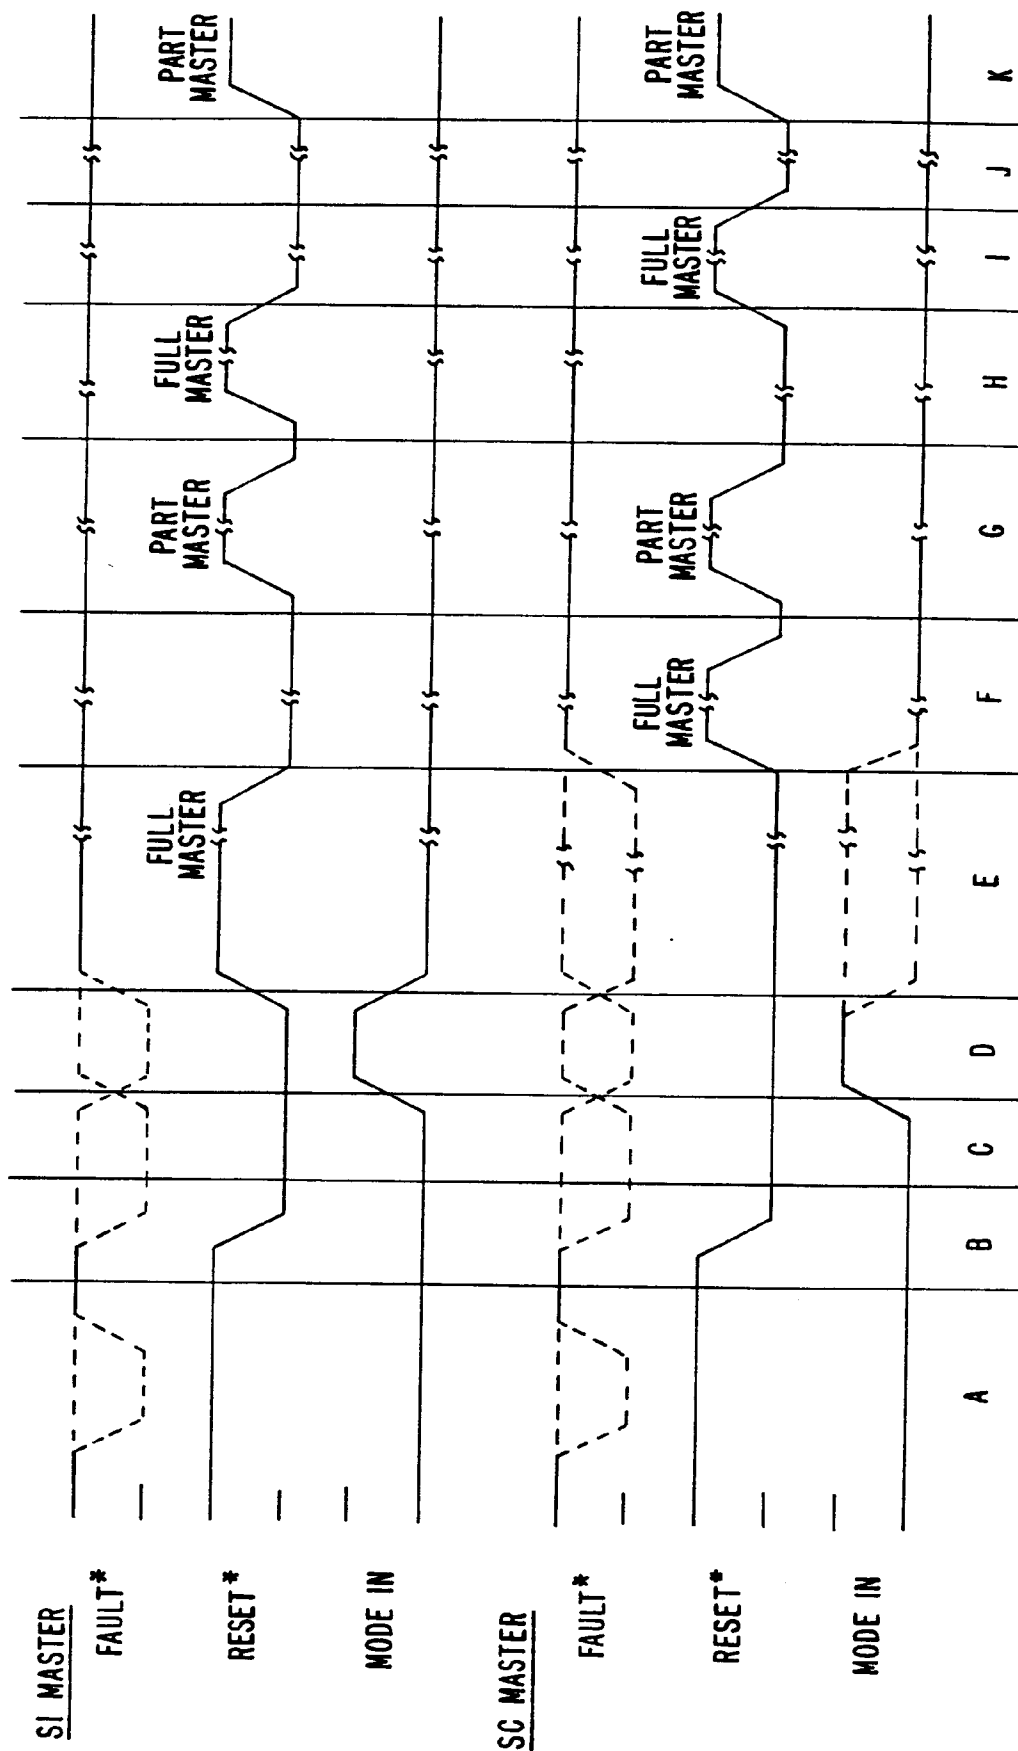 SI MASTER
FAULT*
RESET*
FULL
MASTER
PART
MASTER
FULL
MASTER
PART
MASTER
MODE IN
SC MASTER
FAULT*
RESET*
FULL
MASTER
PART
MASTER
FULL
MASTER
PART
MASTER
MODE IN
A B C D E F G H I J K